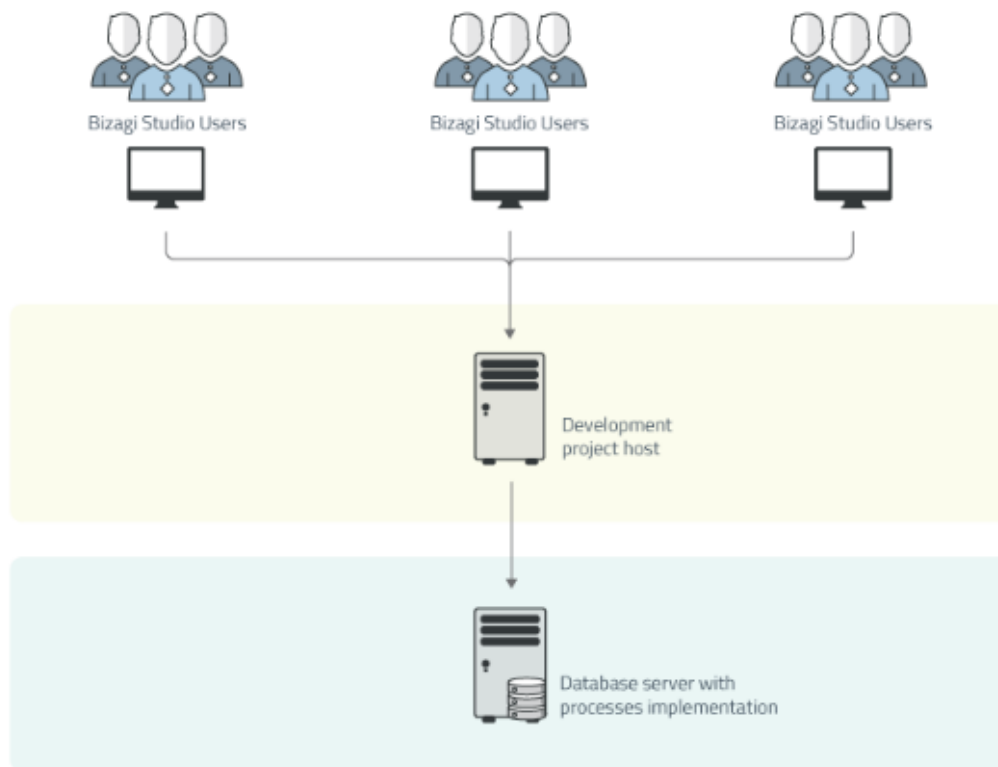 Bizagi Studio Users
Bizagi Studio Users
Bizagi Studio Users
Development
project host
Database server with
processes implementation